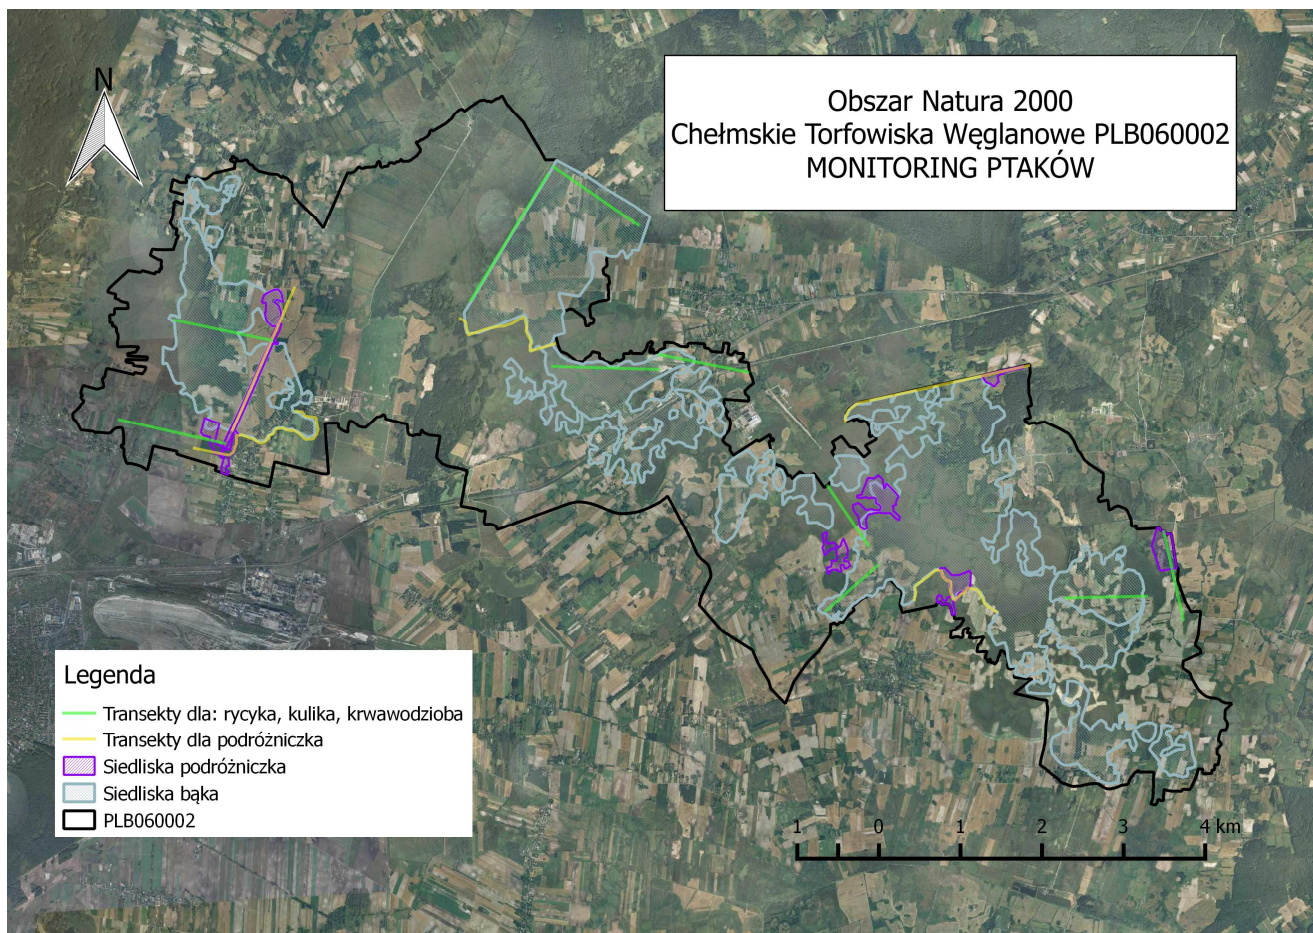 N
Obszar Natura 2000
Chełmskie Torfowiska Węglanowe PLB060002
MONITORING PTAKÓW
Legenda
Transekty dla: rycyka, kulika, krwawodzioba
Transekty dla podróżniczka
Siedliska podróżniczka
Siedliska bąka
PLB060002
1 0 1 2 3 4 km